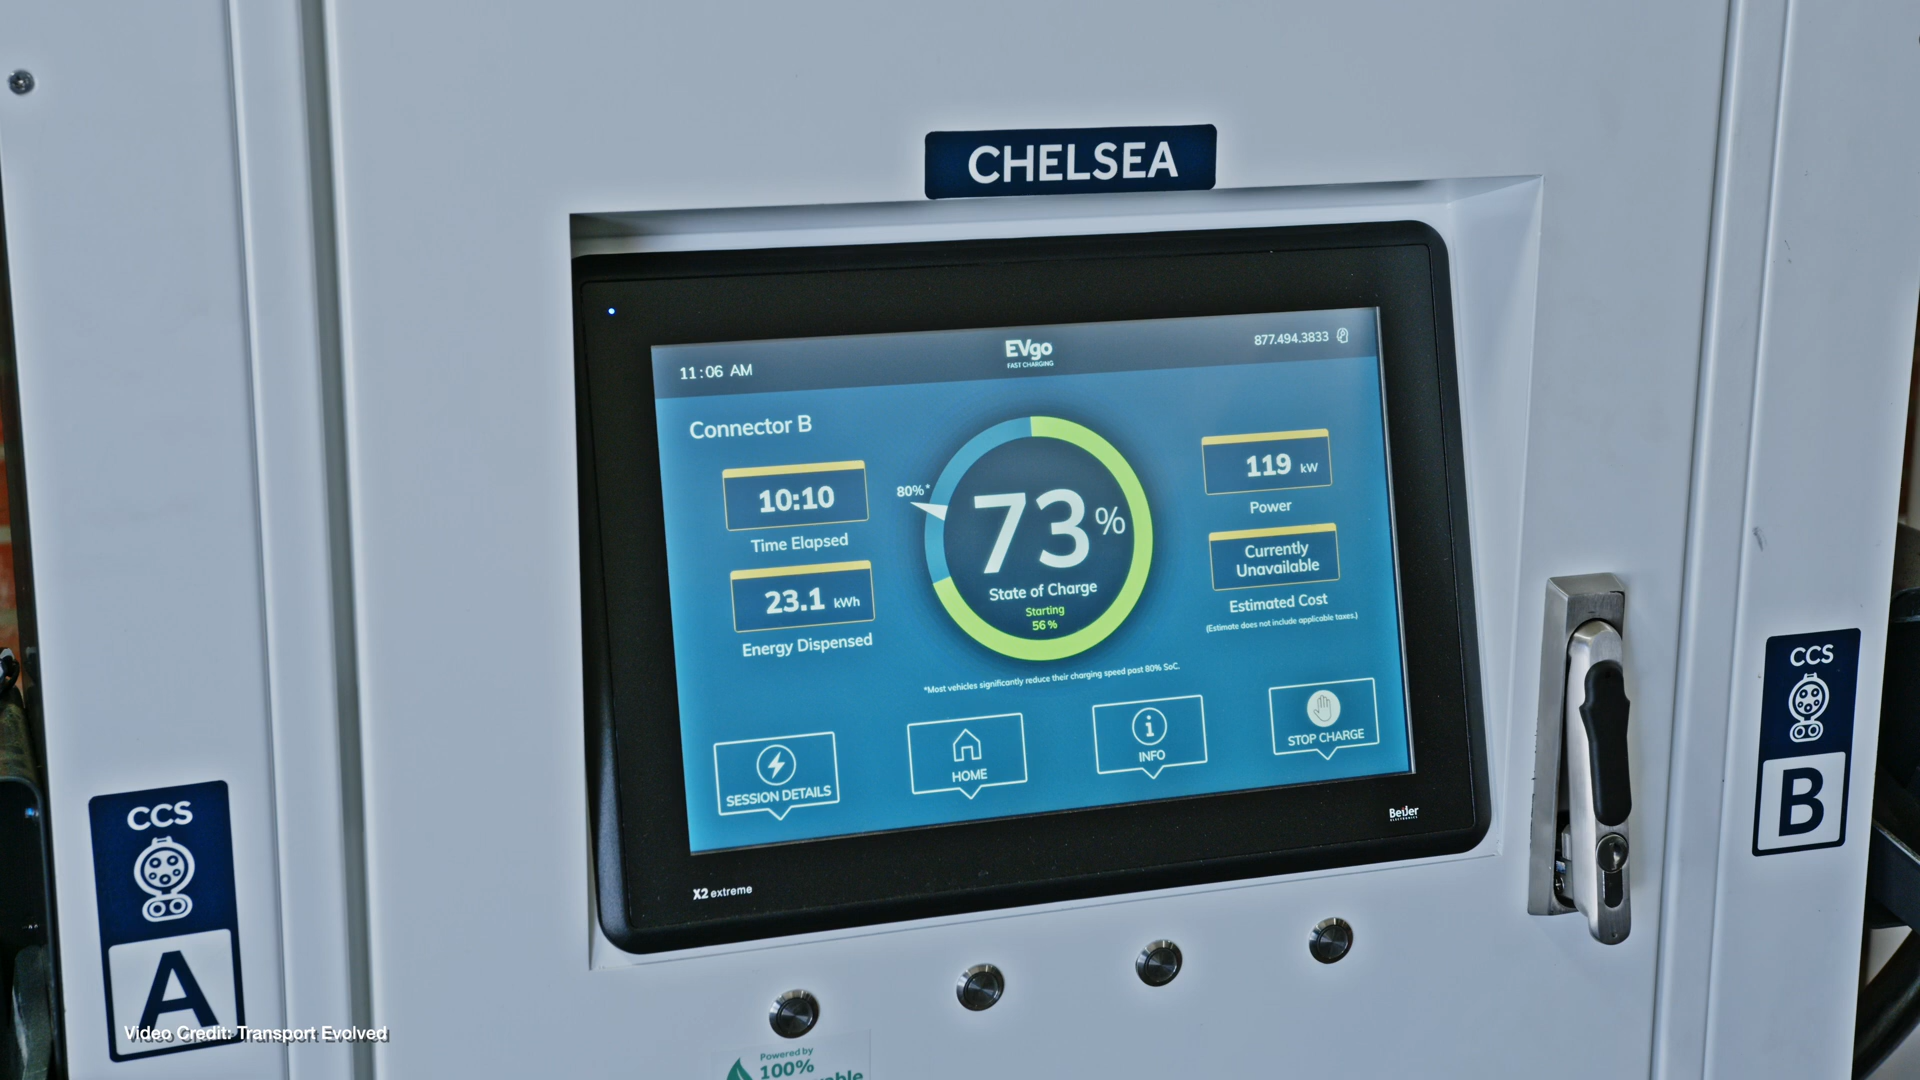 CHELSEA
11:06 AM
EVgo
FAST CHARGING
877.494.3833
Connector B
10:10
Time Elapsed
23.1 kWh
Energy Dispensed
80%*
73%
State of Charge
Starting
56 %
119 kW
Power
Currently
Unavailable
Estimated Cost
(Estimate does not include applicable taxes.)
*Most vehicles significantly reduce their charging speed past 80% SoC.
SESSION DETAILS
HOME
INFO
STOP CHARGE
Beijer
ELECTRONICS
X2 extreme
CCS
A
CCS
B
Powered by
100%
Video Credit: Transport Evolved